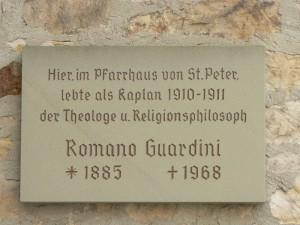 Hier, im Pfarrhaus von St. Peter,
lebte als Kaplan 1910-1911
der Theologe u. Religionsphilosoph
Romano Guardini
* 1885 † 1968